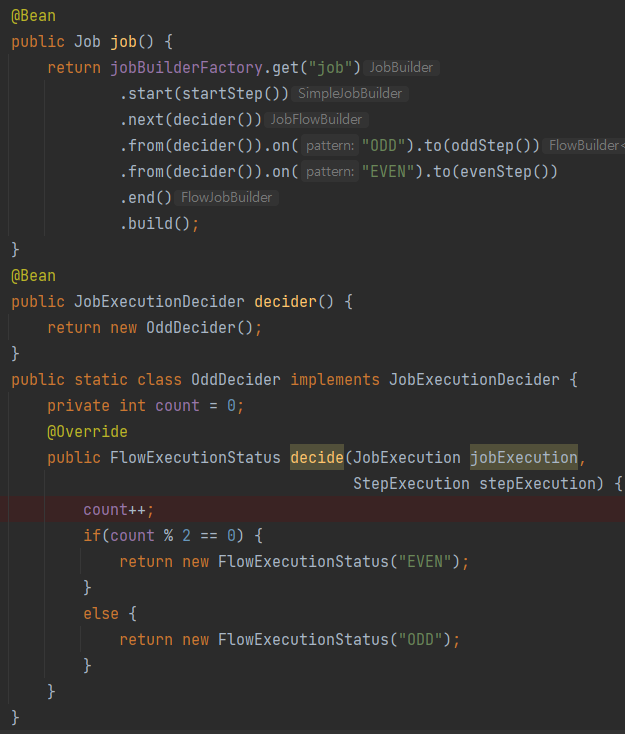 @Bean
public Job job() {
    return jobBuilderFactory.get("job") JobBuilder
            .start(startStep()) SimpleJobBuilder
            .next(decider()) JobFlowBuilder
            .from(decider()).on( pattern: "ODD").to(oddStep()) FlowBuilder<
            .from(decider()).on( pattern: "EVEN").to(evenStep())
            .end() FlowJobBuilder
            .build();
}
@Bean
public JobExecutionDecider decider() {
    return new OddDecider();
}
public static class OddDecider implements JobExecutionDecider {
    private int count = 0;
    @Override
    public FlowExecutionStatus decide(JobExecution jobExecution,
                                      StepExecution stepExecution) {
        count++;
        if(count % 2 == 0) {
            return new FlowExecutionStatus("EVEN");
        }
        else {
            return new FlowExecutionStatus("ODD");
        }
    }
}